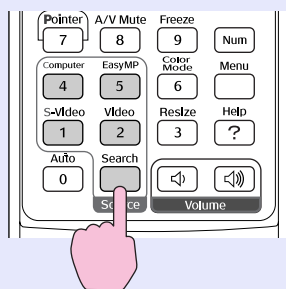 Pointer A/V Mute Freeze
7 8 9 Num
Computer EasyMP Color Mode Menu
4 5 6
S-Video Video Resize Help
1 2 3 ?
Auto Search
0
Source Volume